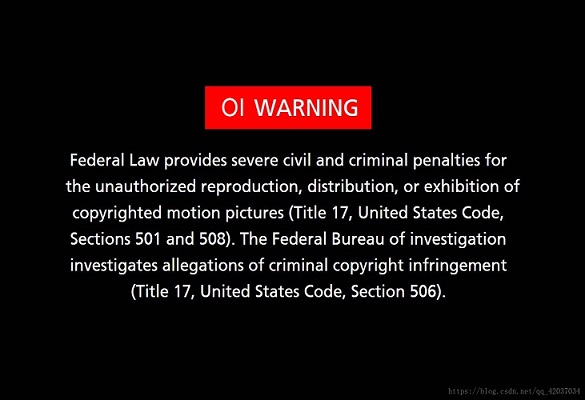 OI WARNING
Federal Law provides severe civil and criminal penalties for
the unauthorized reproduction, distribution, or exhibition of
copyrighted motion pictures (Title 17, United States Code,
Sections 501 and 508). The Federal Bureau of investigation
investigates allegations of criminal copyright infringement
(Title 17, United States Code, Section 506).
https://blog.csdn.net/qq_42037034